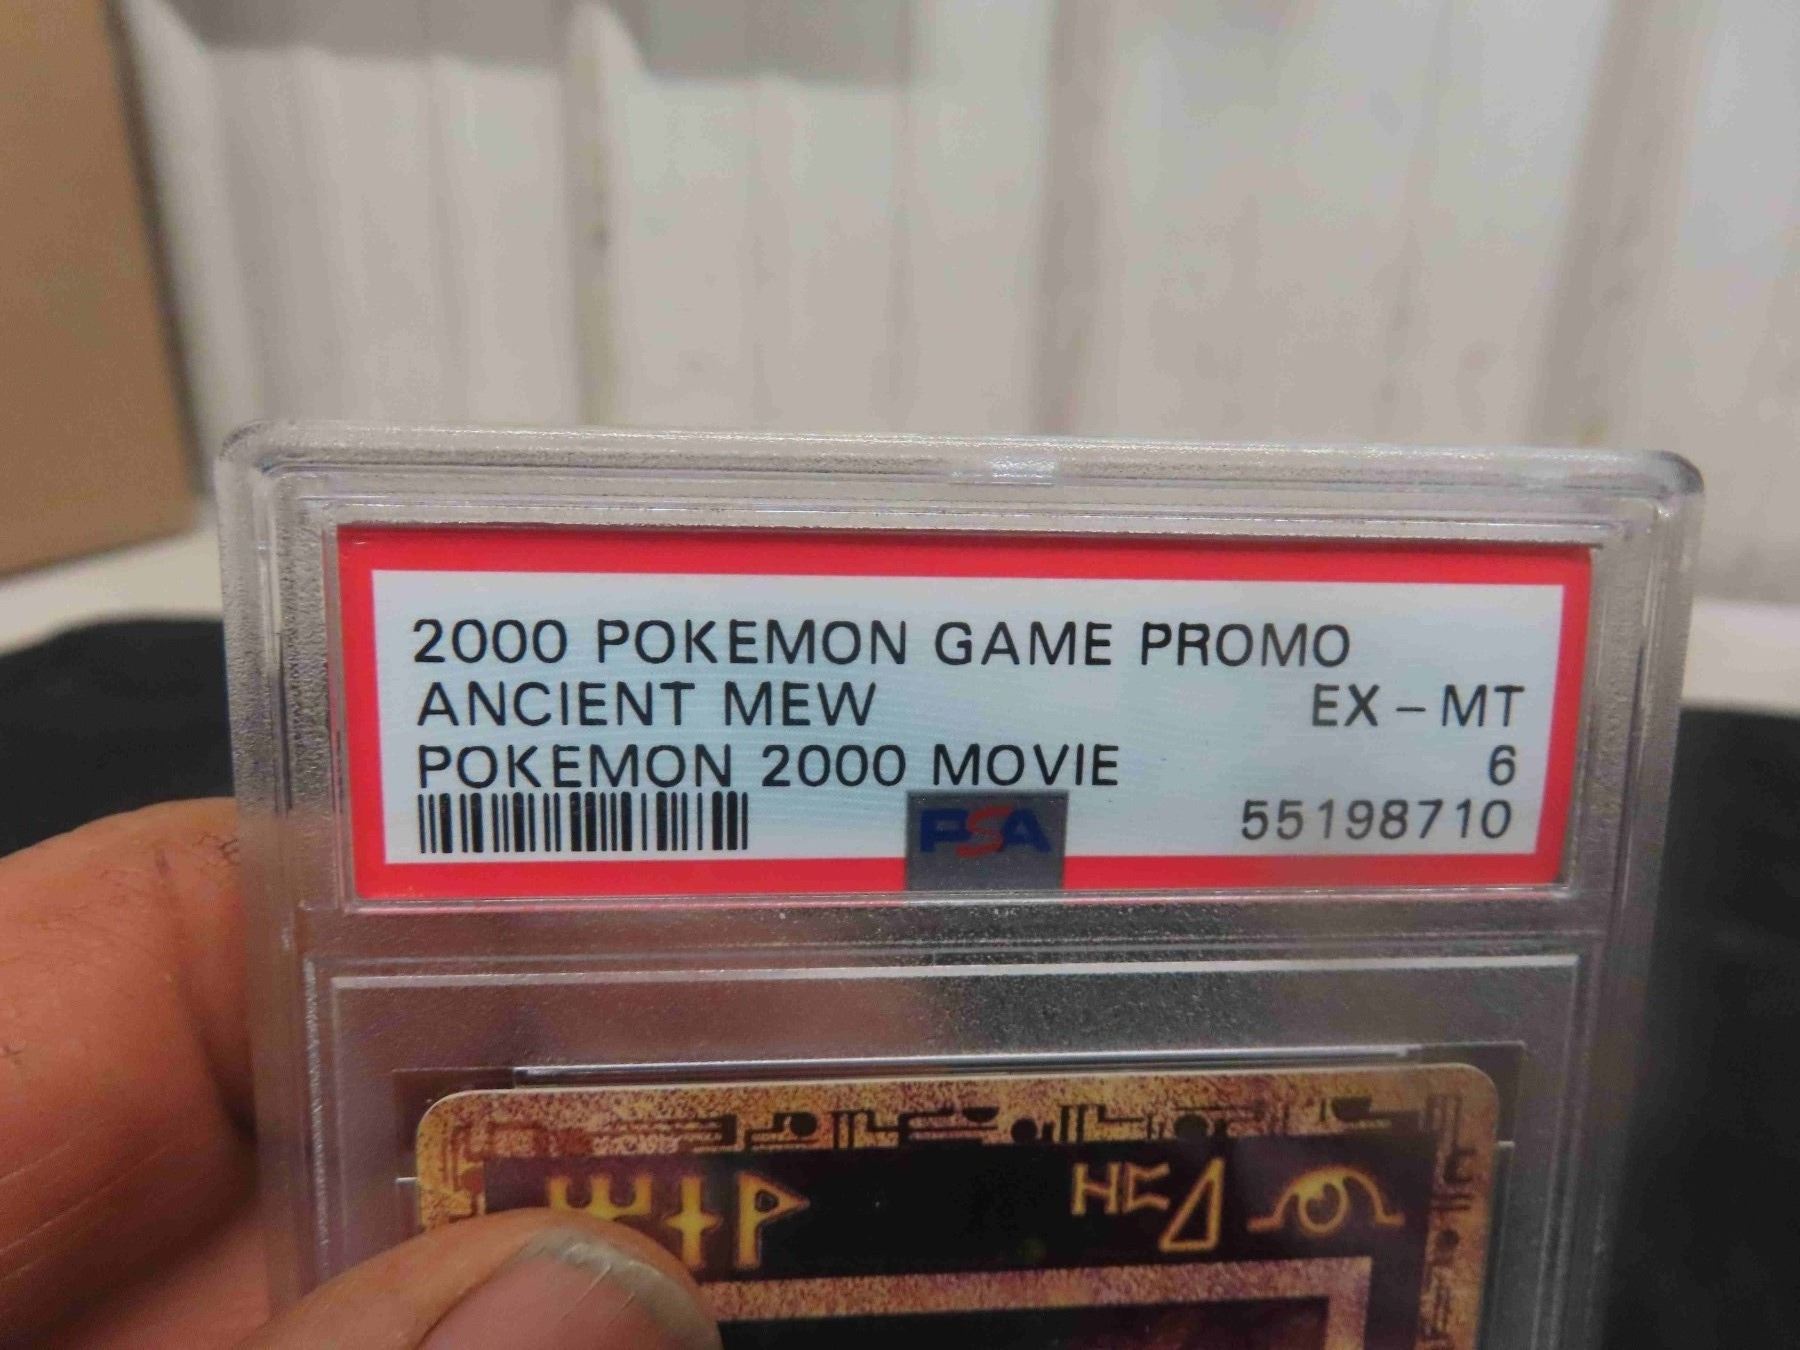 2000 POKEMON GAME PROMO
ANCIENT MEW EX - MT
POKEMON 2000 MOVIE 6
PSA 55198710